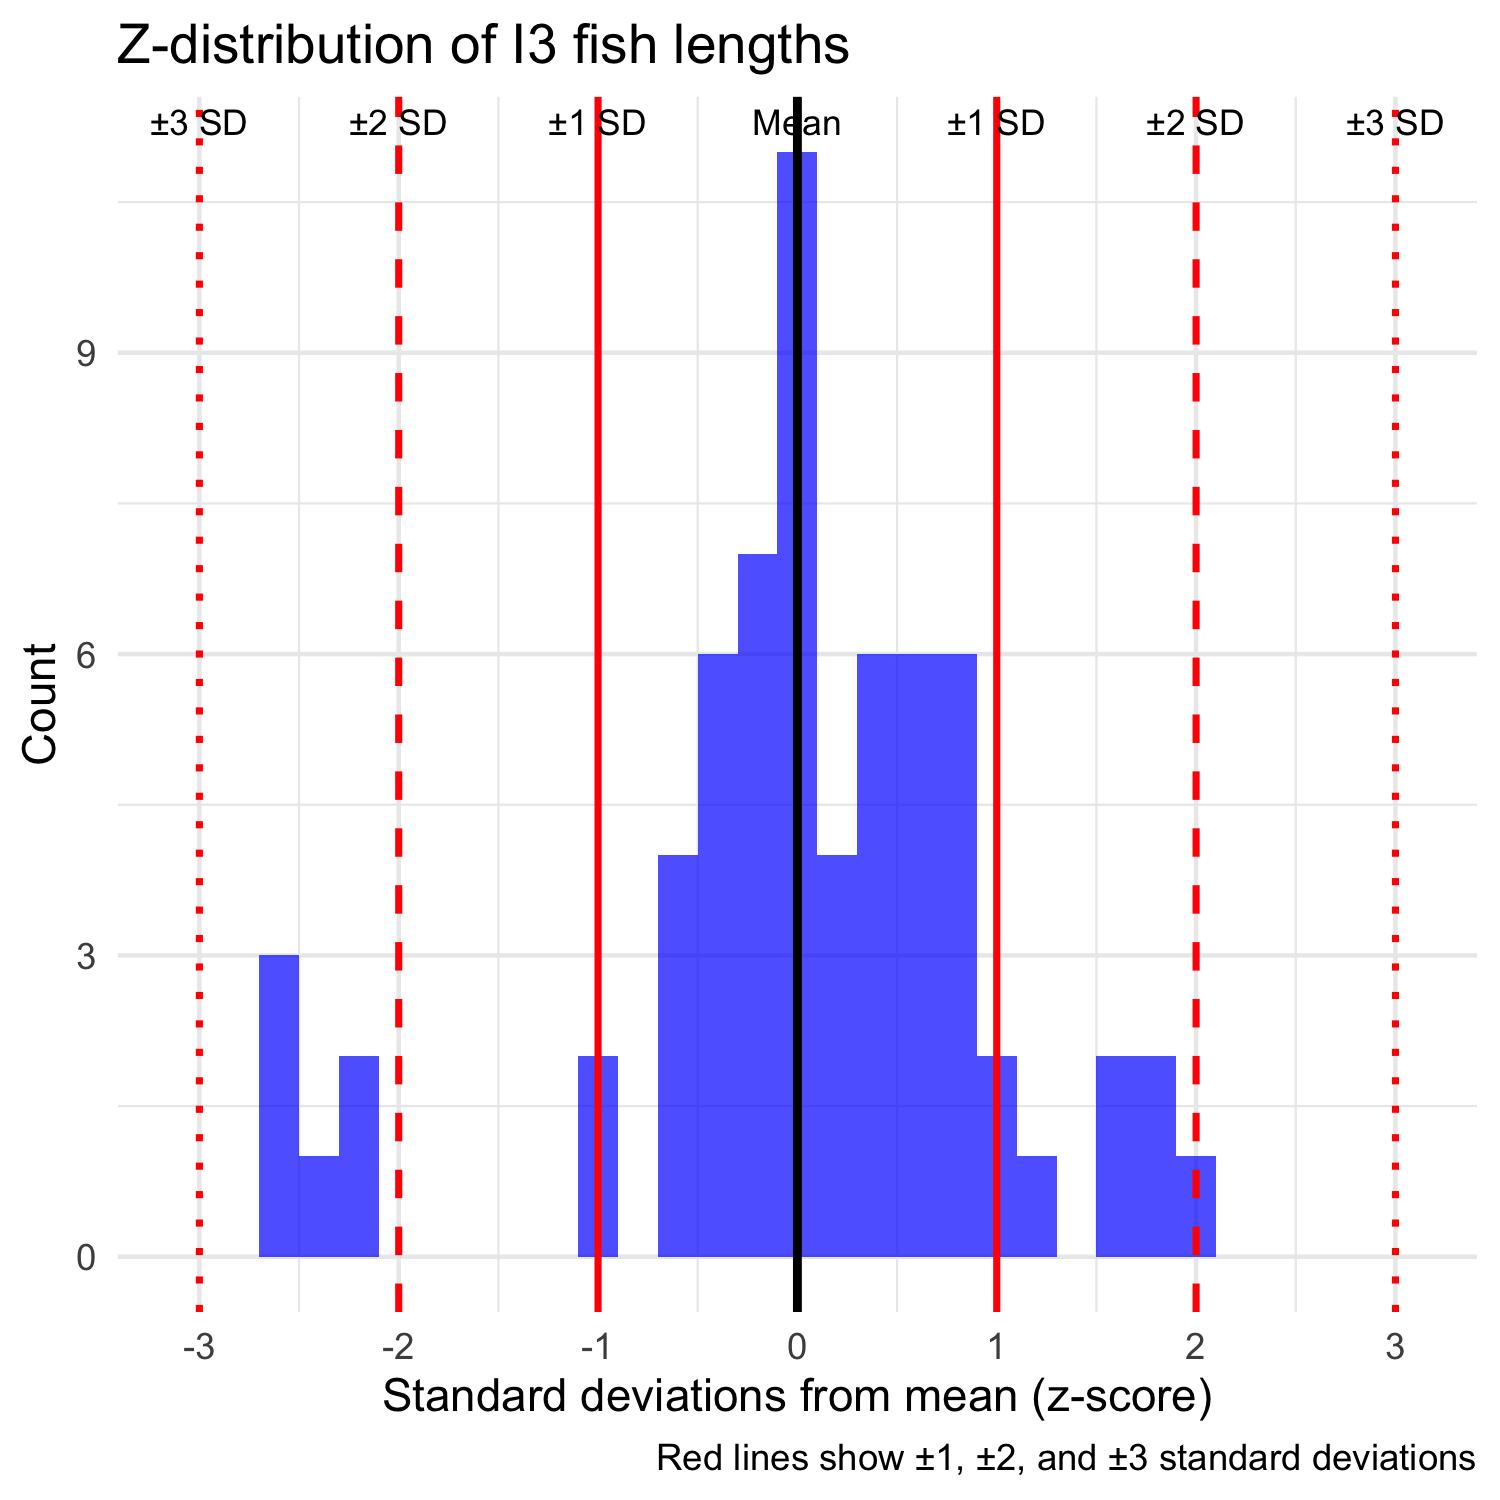 Z-distribution of I3 fish lengths
±3 SD ±2 SD ±1 SD Mean ±1 SD ±2 SD ±3 SD
9
6
3
0
Count
-3 -2 -1 0 1 2 3
Standard deviations from mean (z-score)
Red lines show ±1, ±2, and ±3 standard deviations